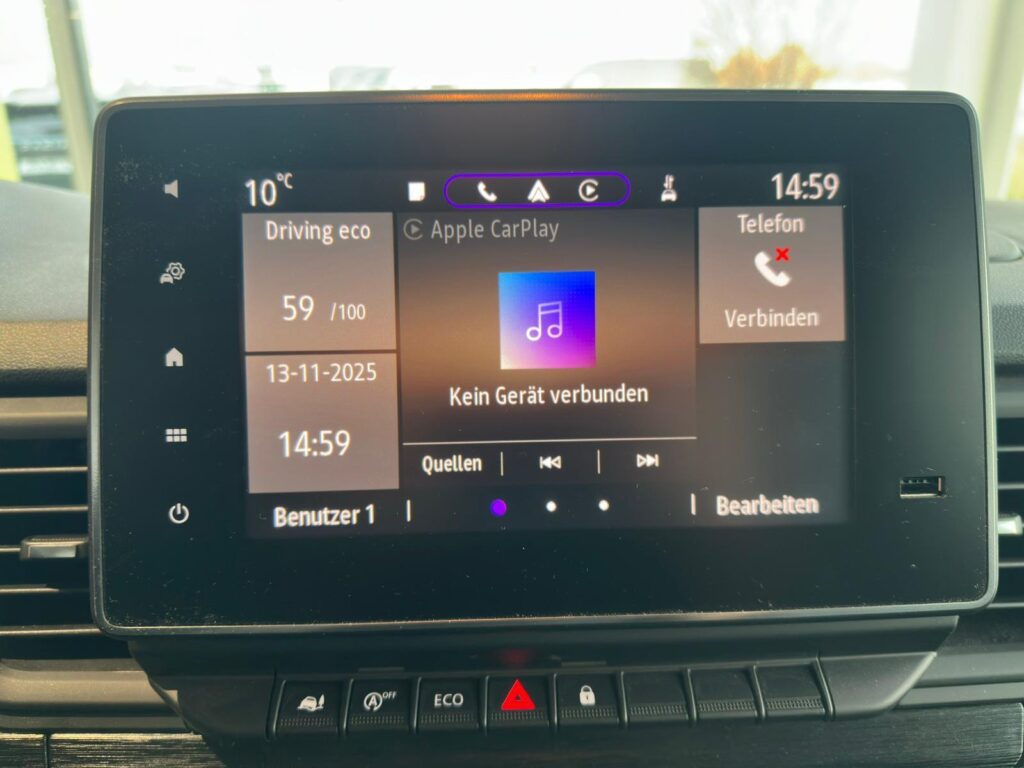 10°C
14:59
Driving eco
59 /100
13-11-2025
14:59
Apple CarPlay
Kein Gerät verbunden
Quellen
Telefon
Verbinden
Benutzer 1
Bearbeiten
A OFF
ECO